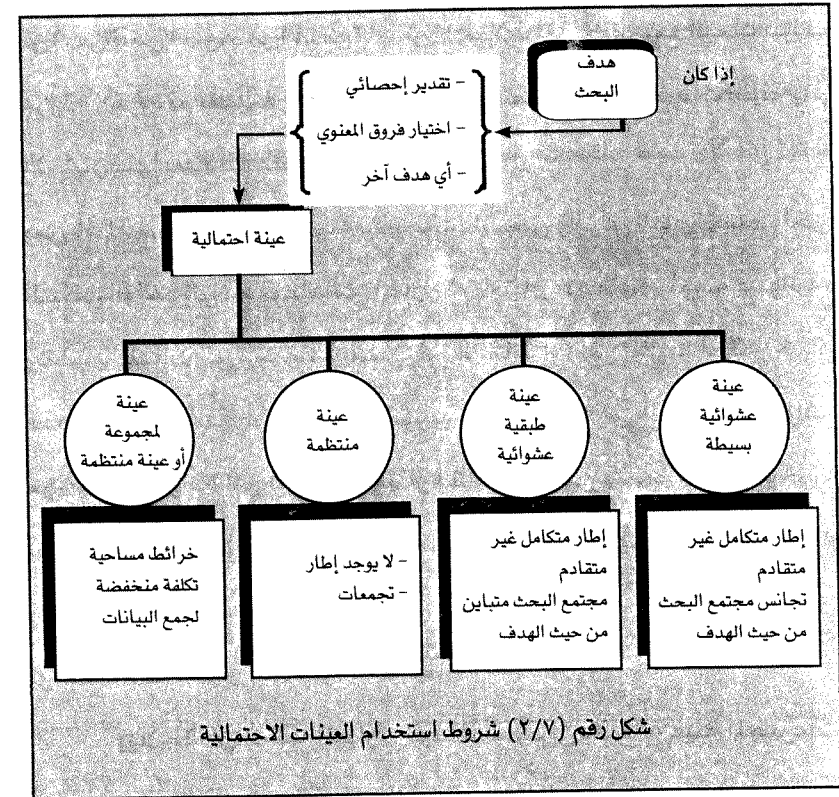 إذا كان
هدف
البحث
- تقدير إحصائي
- اختيار فروق المعنوي
- أي هدف آخر
عينة احتمالية
عينة
عشوائية
بسيطة
عينة
طبقية
عشوائية
عينة
منتظمة
عينة
لمجموعة
أو عينة منتظمة
إطار متكامل غير
متقادم
تجانس مجتمع البحث
من حيث الهدف
إطار متكامل غير
متقادم
مجتمع البحث متباين
من حيث الهدف
- لا يوجد إطار
- تجمعات
خرائط مساحية
تكلفة منخفضة
لجمع البيانات
شكل رقم (٢/٧) شروط استخدام العينات الاحتمالية